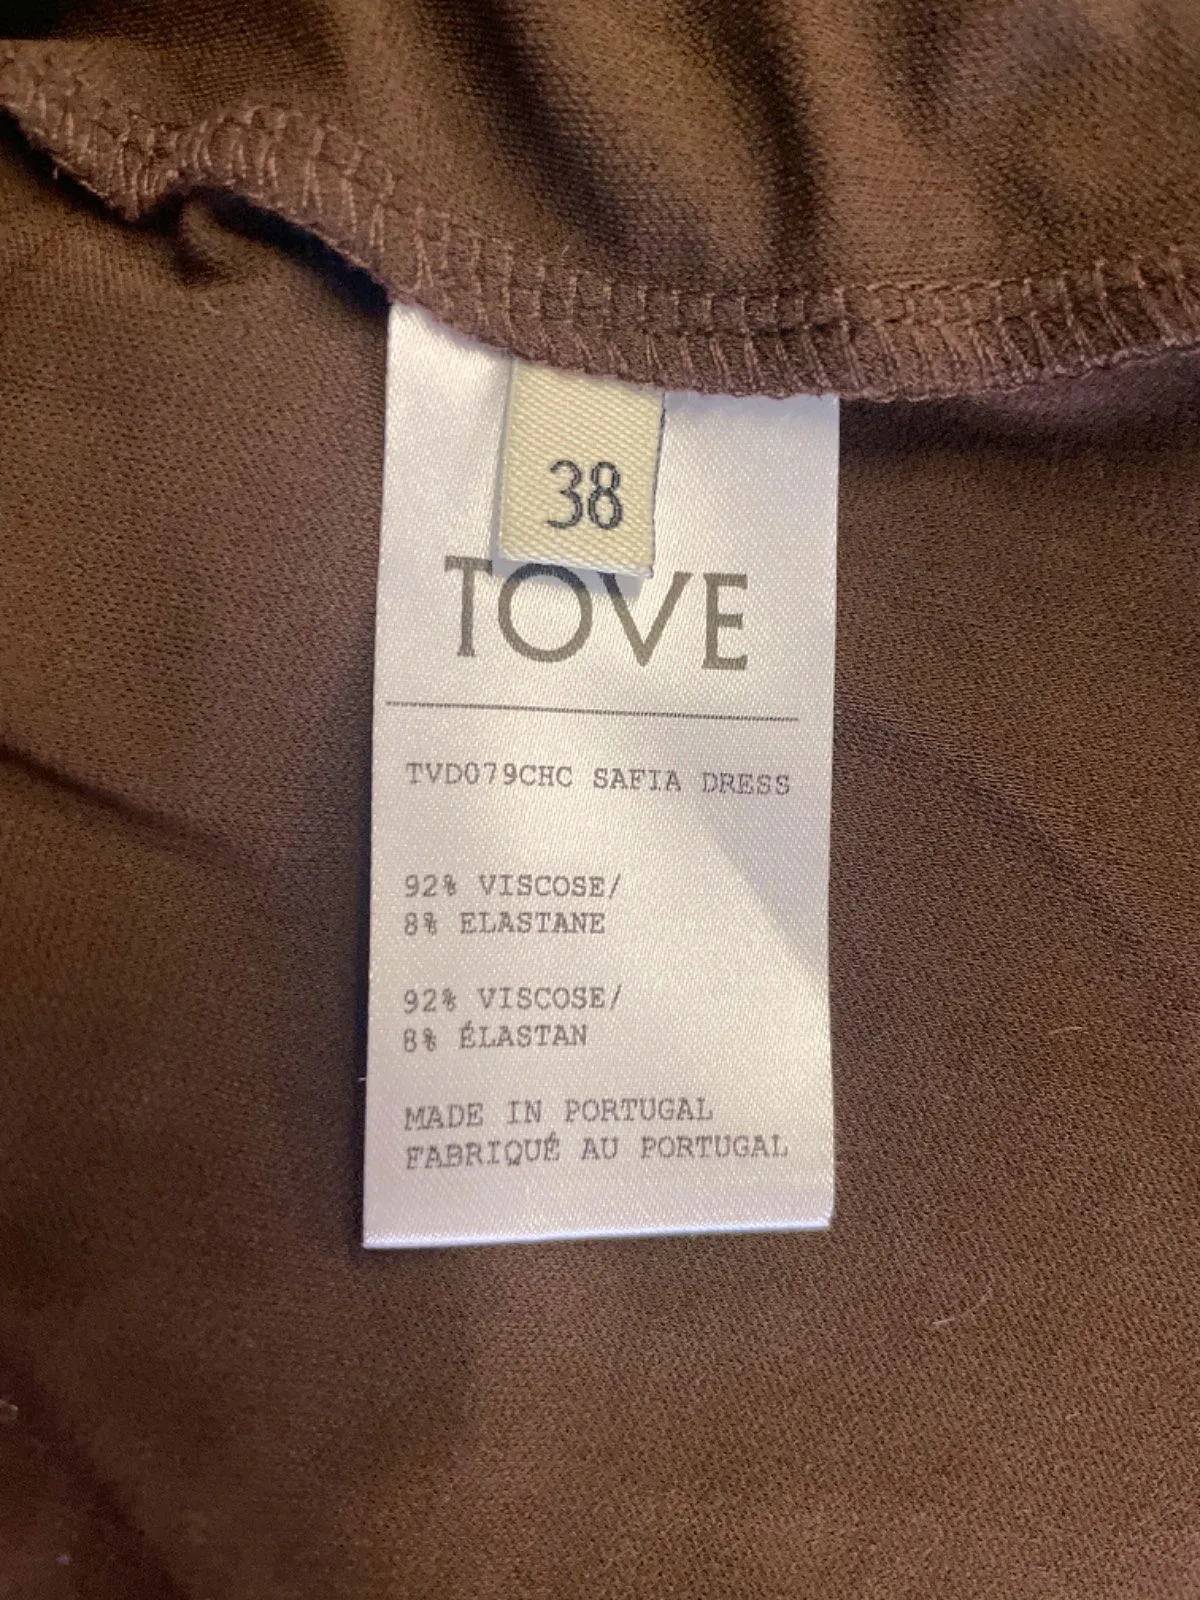 38
TOVE
TVD079CHC SAFIA DRESS
92% VISCOSE/
8% ELASTANE
92% VISCOSE/
8% ÉLASTAN
MADE IN PORTUGAL
FABRIQUÉ AU PORTUGAL